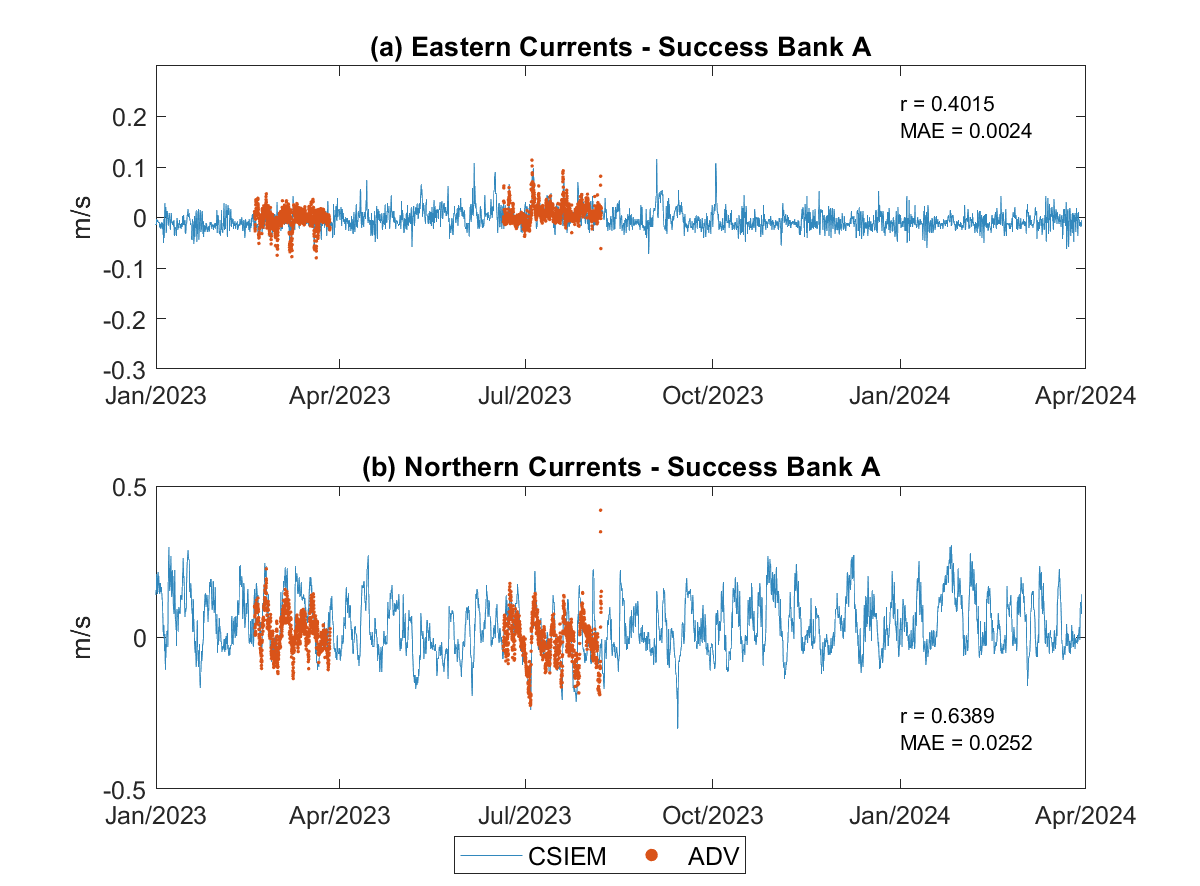 (a) Eastern Currents - Success Bank A
r = 0.4015
MAE = 0.0024
m/s
0.2
0.1
0
-0.1
-0.2
-0.3
Jan/2023 Apr/2023 Jul/2023 Oct/2023 Jan/2024 Apr/2024
(b) Northern Currents - Success Bank A
m/s
0.5
0
-0.5
r = 0.6389
MAE = 0.0252
Jan/2023 Apr/2023 Jul/2023 Oct/2023 Jan/2024 Apr/2024
CSIEM ADV